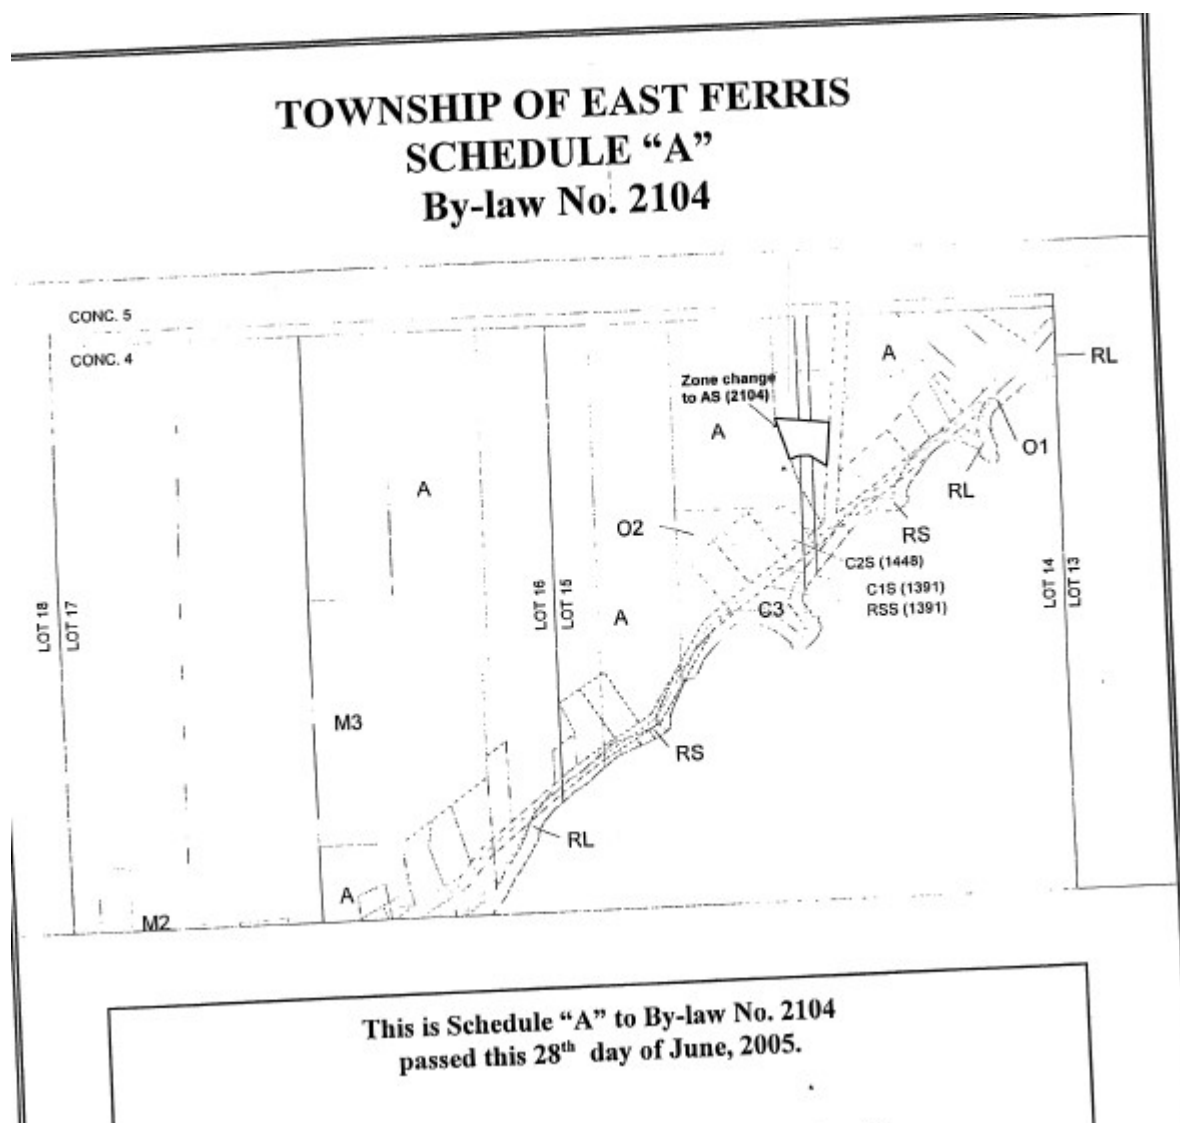 TOWNSHIP OF EAST FERRIS
SCHEDULE “A”
By-law No. 2104
CONC. 5
CONC. 4
RL
A
Zone change
to AS (2104)
A
O1
A
RL
O2
RS
C2S (1448)
C1S (1391)
RSS (1391)
C3
LOT 18
LOT 17
LOT 16
LOT 15
LOT 14
LOT 13
A
M3
RS
RL
A
M2
This is Schedule “A” to By-law No. 2104
passed this 28th day of June, 2005.